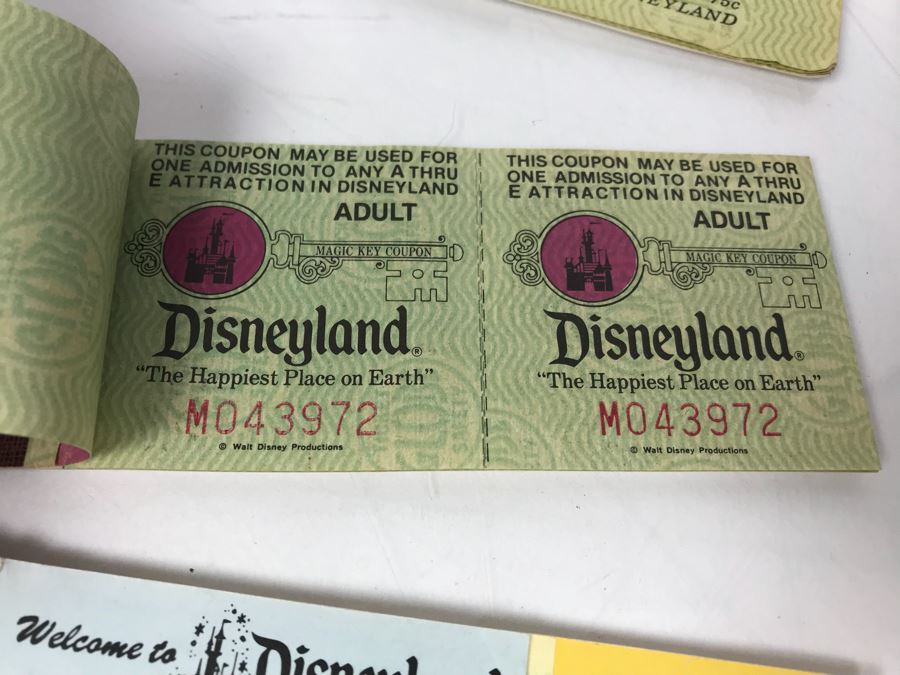 75¢
NEYLAND
THIS COUPON MAY BE USED FOR
ONE ADMISSION TO ANY A THRU
E ATTRACTION IN DISNEYLAND
ADULT
MAGIC KEY COUPON
Disneyland®
"The Happiest Place on Earth"
M043972
© Walt Disney Productions
THIS COUPON MAY BE USED FOR
ONE ADMISSION TO ANY A THRU
E ATTRACTION IN DISNEYLAND
ADULT
MAGIC KEY COUPON
Disneyland®
"The Happiest Place on Earth"
M043972
© Walt Disney Productions
Welcome to Disneyland